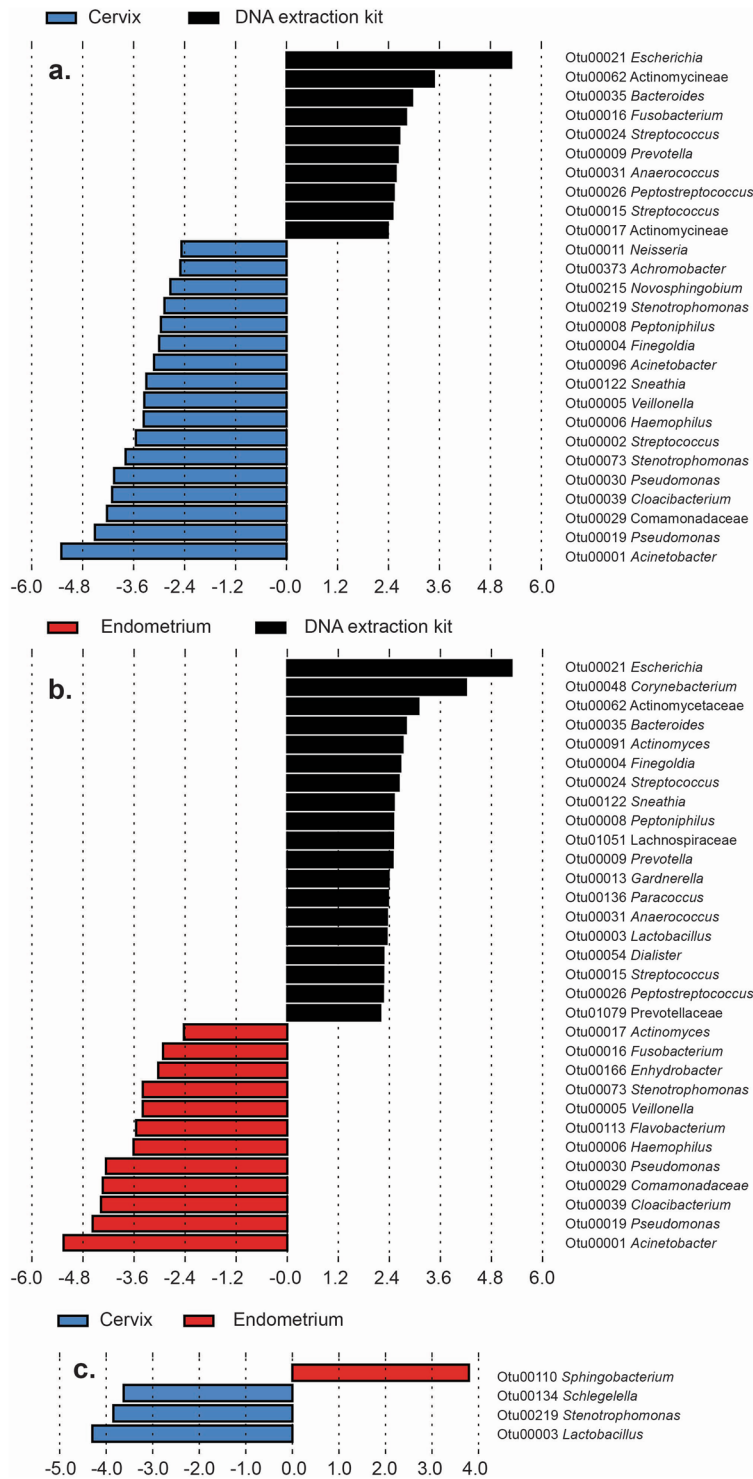 Cervix DNA extraction kit
a.
Otu00021 Escherichia
Otu00062 Actinomycineae
Otu00035 Bacteroides
Otu00016 Fusobacterium
Otu00024 Streptococcus
Otu00009 Prevotella
Otu00031 Anaerococcus
Otu00026 Peptostreptococcus
Otu00015 Streptococcus
Otu00017 Actinomycineae
Otu00011 Neisseria
Otu00373 Achromobacter
Otu00215 Novosphingobium
Otu00219 Stenotrophomonas
Otu00008 Peptoniphilus
Otu00004 Finegoldia
Otu00096 Acinetobacter
Otu00122 Sneathia
Otu00005 Veillonella
Otu00006 Haemophilus
Otu00002 Streptococcus
Otu00073 Stenotrophomonas
Otu00030 Pseudomonas
Otu00039 Cloacibacterium
Otu00029 Comamonadaceae
Otu00019 Pseudomonas
Otu00001 Acinetobacter
-6.0 -4.8 -3.6 -2.4 -1.2 -0.0 1.2 2.4 3.6 4.8 6.0
Endometrium DNA extraction kit
b.
Otu00021 Escherichia
Otu00048 Corynebacterium
Otu00062 Actinomycetaceae
Otu00035 Bacteroides
Otu00091 Actinomyces
Otu00004 Finegoldia
Otu00024 Streptococcus
Otu00122 Sneathia
Otu00008 Peptoniphilus
Otu01051 Lachnospiraceae
Otu00009 Prevotella
Otu00013 Gardnerella
Otu00136 Paracoccus
Otu00031 Anaerococcus
Otu00003 Lactobacillus
Otu00054 Dialister
Otu00015 Streptococcus
Otu00026 Peptostreptococcus
Otu01079 Prevotellaceae
Otu00017 Actinomyces
Otu00016 Fusobacterium
Otu00166 Enhydrobacter
Otu00073 Stenotrophomonas
Otu00005 Veillonella
Otu00113 Flavobacterium
Otu00006 Haemophilus
Otu00030 Pseudomonas
Otu00029 Comamonadaceae
Otu00039 Cloacibacterium
Otu00019 Pseudomonas
Otu00001 Acinetobacter
-6.0 -4.8 -3.6 -2.4 -1.2 -0.0 1.2 2.4 3.6 4.8 6.0
Cervix Endometrium
c.
Otu00110 Sphingobacterium
Otu00134 Schlegelella
Otu00219 Stenotrophomonas
Otu00003 Lactobacillus
-5.0 -4.0 -3.0 -2.0 -1.0 0.0 1.0 2.0 3.0 4.0